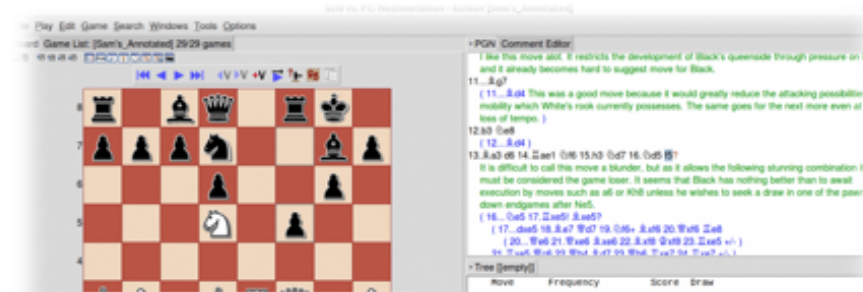 Play Edit Game Search Windows Tools Options
Game List: [Sam's_Annotated] 29/29 games
PGN Comment Editor
I like this move alot. It restricts the development of Black's queenside through pressure on
and it already becomes hard to suggest move for Black.
11...♗g7
( 11...♗d4 This was a good move because it would greatly reduce the attacking possibilitie
mobility which White's rook currently possesses. The same goes for the next more even at
loss of tempo. )
12.b3 ♘e8
( 12...♗d4 )
13.♗a3 d6 14.♖ae1 ♘f6 15.h3 ♘d7 16.♘d5 f5?
It is difficult to call this move a blunder, but as it allows the following stunning combination i
must be considered the game loser. It seems that Black has nothing better than to await
execution by moves such as a6 or Kh8 unless he wishes to seek a draw in one of the paw
down endgames after Ne5.
( 16...♘e5 17.♖xe5! ♗xe5?
( 17...dxe5 18.♗e7 ♕d7 19.♘f6+ ♗xf6 20.♕xf6 ♖e8
( 20...♕e6 21.♕xe6 ♗xe6 22.♗xf8 ♔xf8 23.♖xe5 +/- )
8
7
6
5
4
Tree [[empty]]
Move Frequency Score Draw